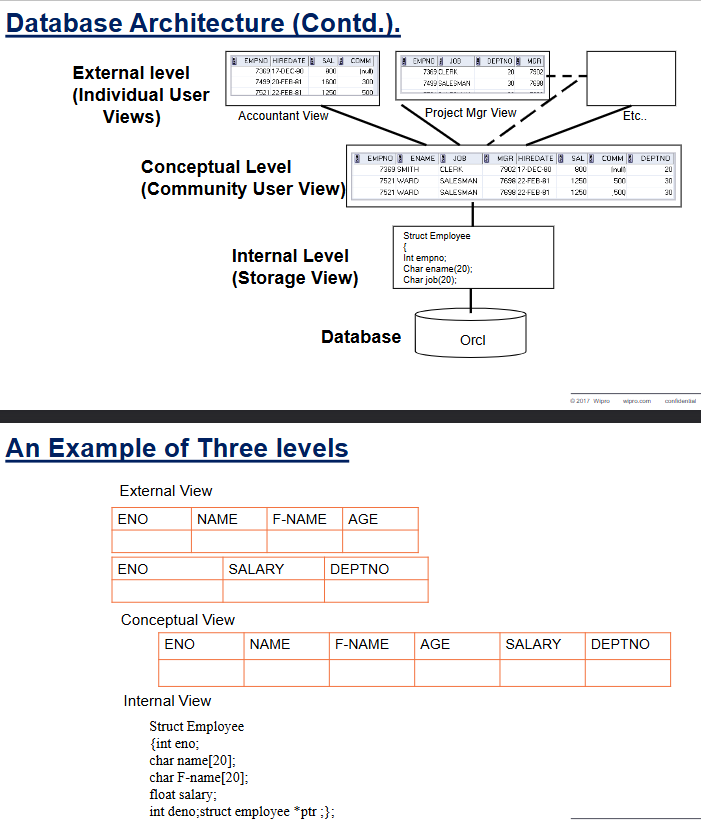 Database Architecture (Contd.).
External level
(Individual User
Views)
EMPNO HIREDATE SAL COMM
7369 17-DEC-80 800 (null)
7499 20-FEB-81 1600 300
7521 22-FEB-81 1250 500
Accountant View
EMPNO JOB DEPTNO MGR
7369 CLERK 20 7902
7499 SALESMAN 30 7698
Project Mgr View
Etc..
Conceptual Level
(Community User View)
EMPNO ENAME JOB MGR HIREDATE SAL COMM DEPTNO
7369 SMITH CLERK 7902 17-DEC-80 800 (null) 20
7521 WARD SALESMAN 7698 22-FEB-81 1250 500 30
7521 WARD SALESMAN 7698 22-FEB-81 1250 500 30
Internal Level
(Storage View)
Struct Employee
{
Int empno;
Char ename(20);
Char job(20);
Database
Orcl
© 2017 Wipro wipro.com confidential
An Example of Three levels
External View
ENO NAME F-NAME AGE
ENO SALARY DEPTNO
Conceptual View
ENO NAME F-NAME AGE SALARY DEPTNO
Internal View
Struct Employee
{int eno;
char name[20];
char F-name[20];
float salary;
int deno;struct employee *ptr ;};